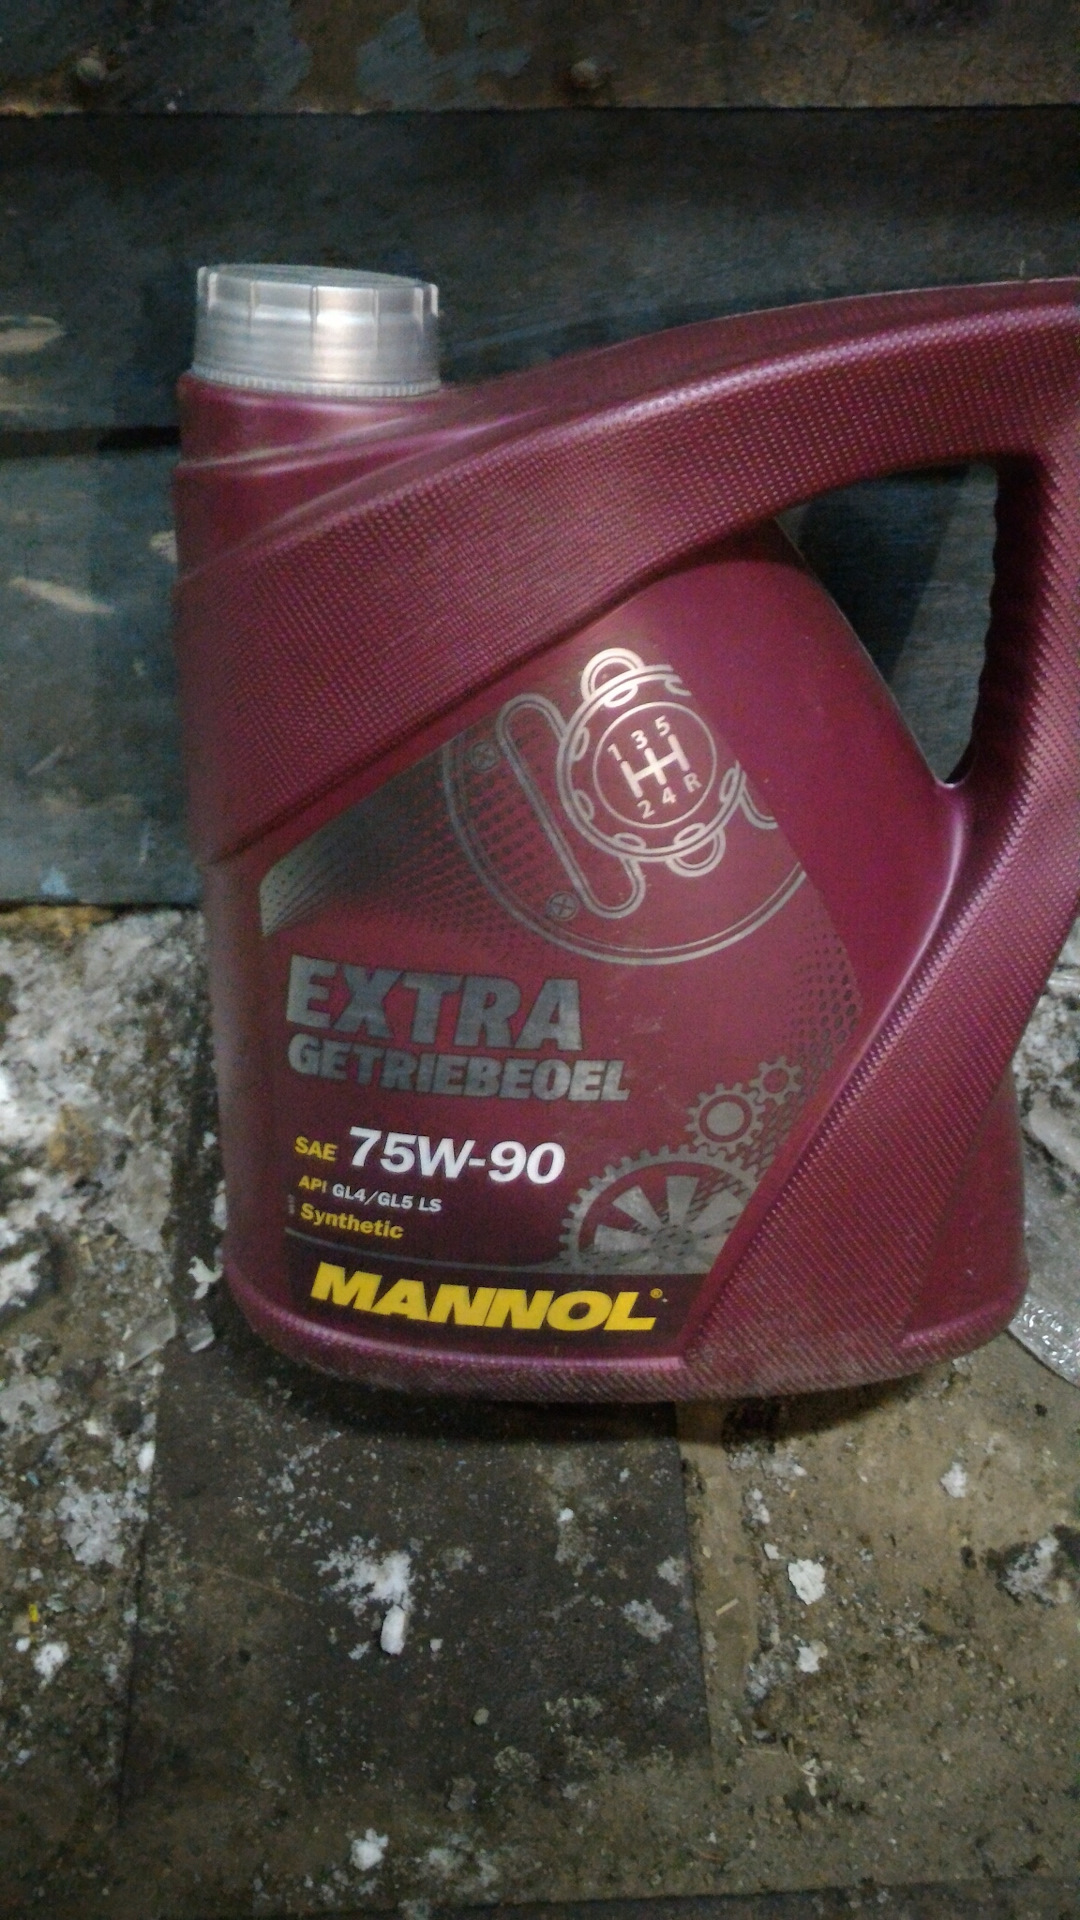 1 3 5
2 4 R
EXTRA
GETRIEBEOEL
SAE 75W-90
API GL4/GL5 LS
Synthetic
MANNOL®